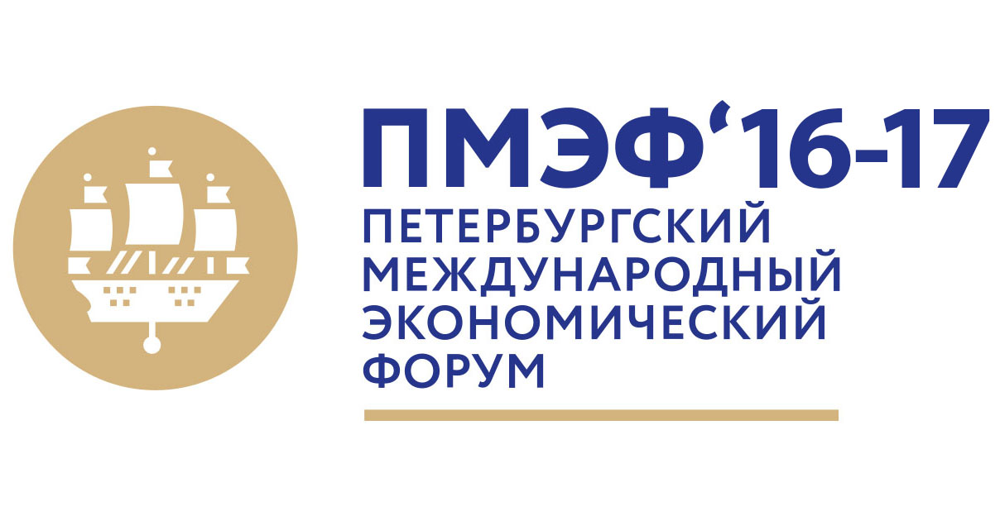 ПМЭФ‘16-17
ПЕТЕРБУРГСКИЙ
МЕЖДУНАРОДНЫЙ
ЭКОНОМИЧЕСКИЙ
ФОРУМ